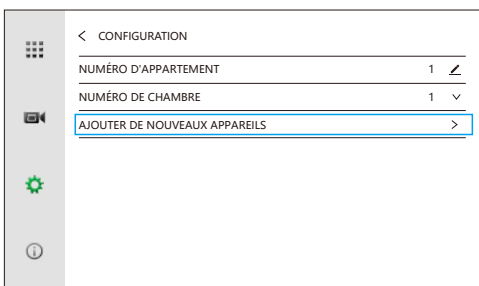 CONFIGURATION
NUMÉRO D'APPARTEMENT 1
NUMÉRO DE CHAMBRE 1
AJOUTER DE NOUVEAUX APPAREILS